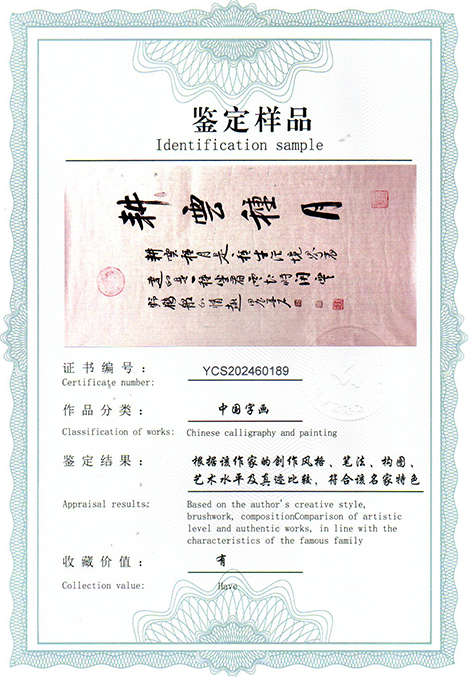 鉴定样品
Identification sample
耕雲種月
证书编号：
YCS202460189
Certificate number:
作品分类：
中国字画
Classification of works:
Chinese calligraphy and painting
鉴定结果：
根据该作家的创作风格、笔法、构图、
艺术水平及真迹比较，符合该名家特色
Appraisal results;
Based on the author's creative style,
brushwork, compositionComparison of artistic
level and authentic works, in line with the
characteristics of the famous family
收藏价值：
有
Collection value:
Have